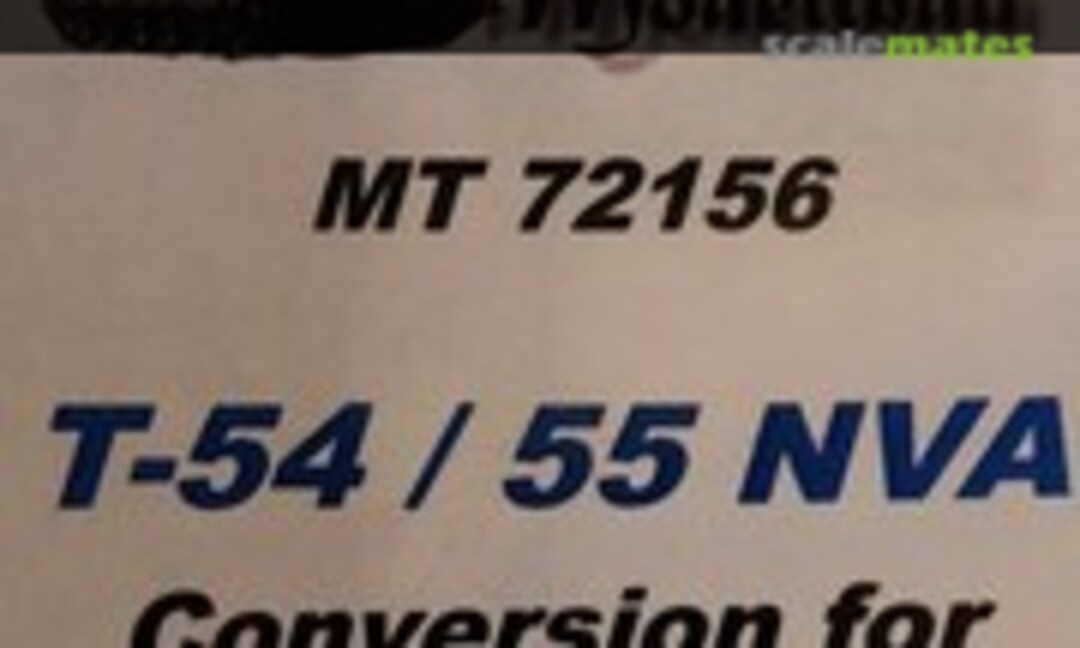 scalemates
MT 72156
T-54 / 55 NVA
Conversion for